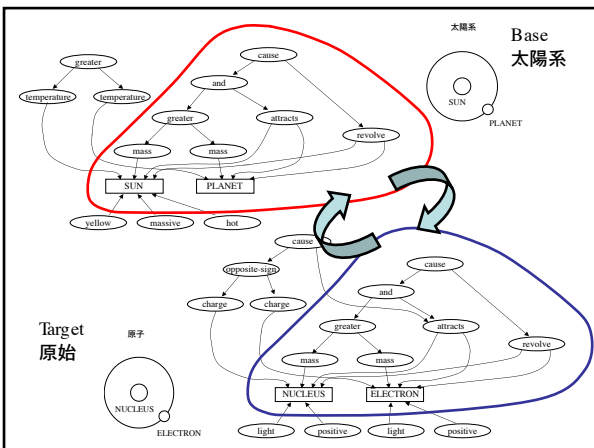 太陽系
Base
太陽系
cause
greater
and
temperature
temperature
greater
attracts
SUN
PLANET
revolve
mass
mass
SUN
PLANET
yellow
massive
hot
cause
opposite-sign
cause
charge
charge
and
Target
原始
原子
greater
attracts
revolve
mass
mass
NUCLEUS
ELECTRON
NUCLEUS
ELECTRON
light
positive
light
positive